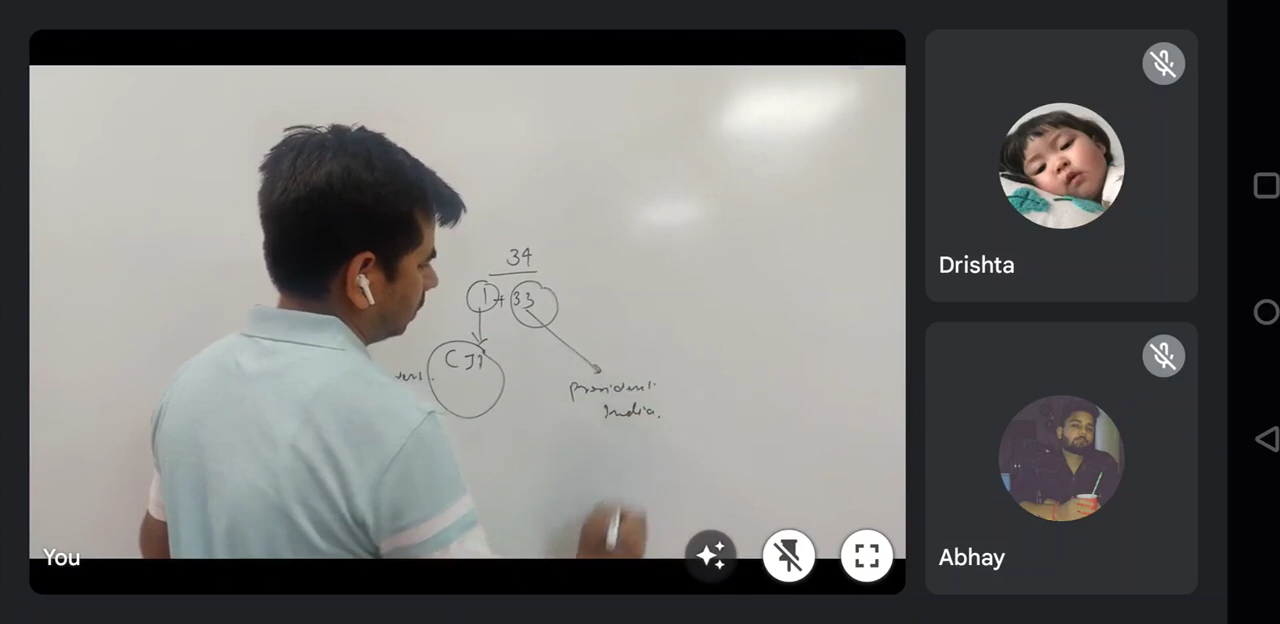 34
1 + 33
CJI
president
India.
You
Drishta
Abhay